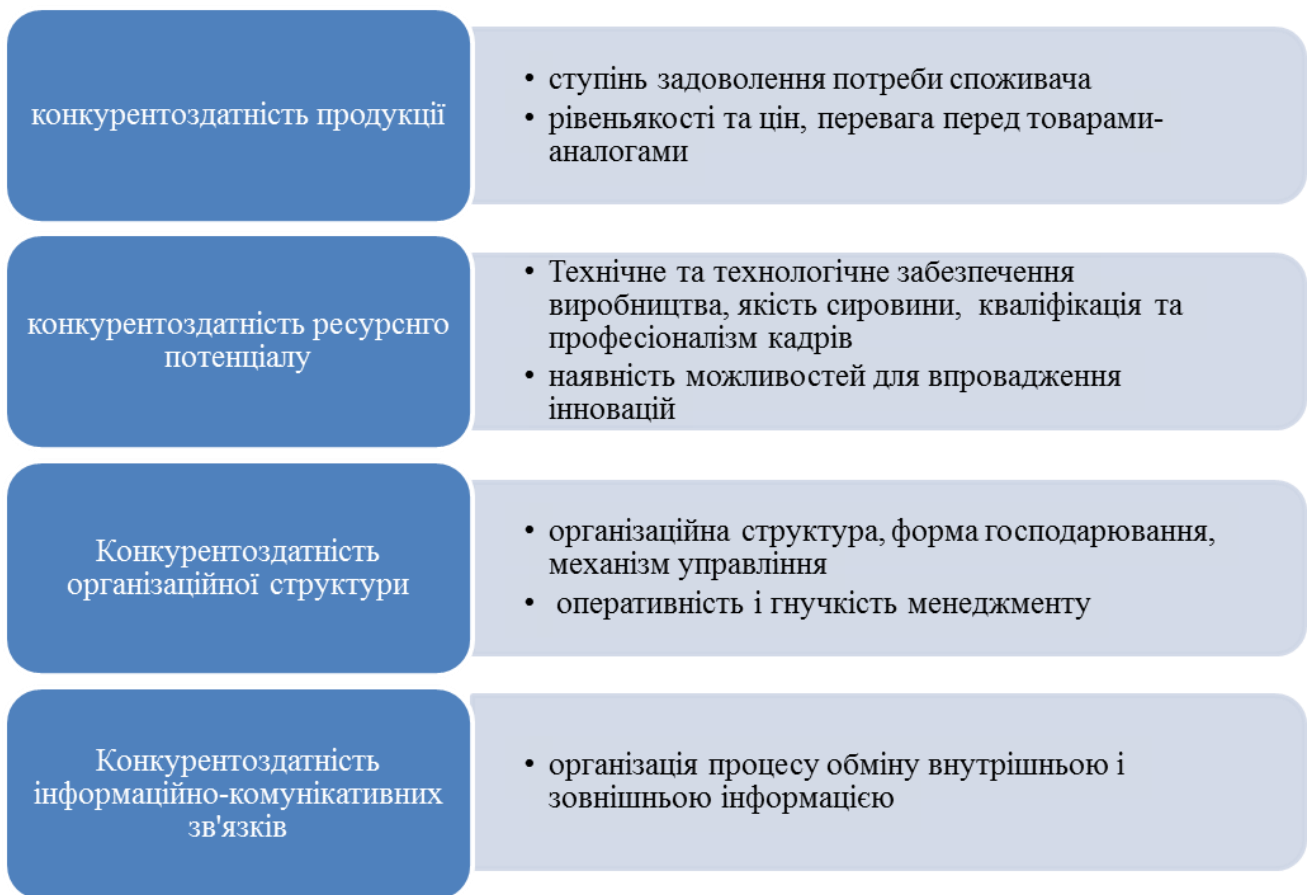 конкурентоздатність продукції
• ступінь задоволення потреби споживача
• рівеньякості та цін, перевага перед товарами-
аналогами
конкурентоздатність ресурснго
потенціалу
• Технічне та технологічне забезпечення
виробництва, якість сировини, кваліфікація та
професіоналізм кадрів
• наявність можливостей для впровадження
інновацій
Конкурентоздатність
організаційної структури
• організаційна структура, форма господарювання,
механізм управління
• оперативність і гнучкість менеджменту
Конкурентоздатність
інформаційно-комунікативних
зв'язків
• організація процесу обміну внутрішньою і
зовнішньою інформацією